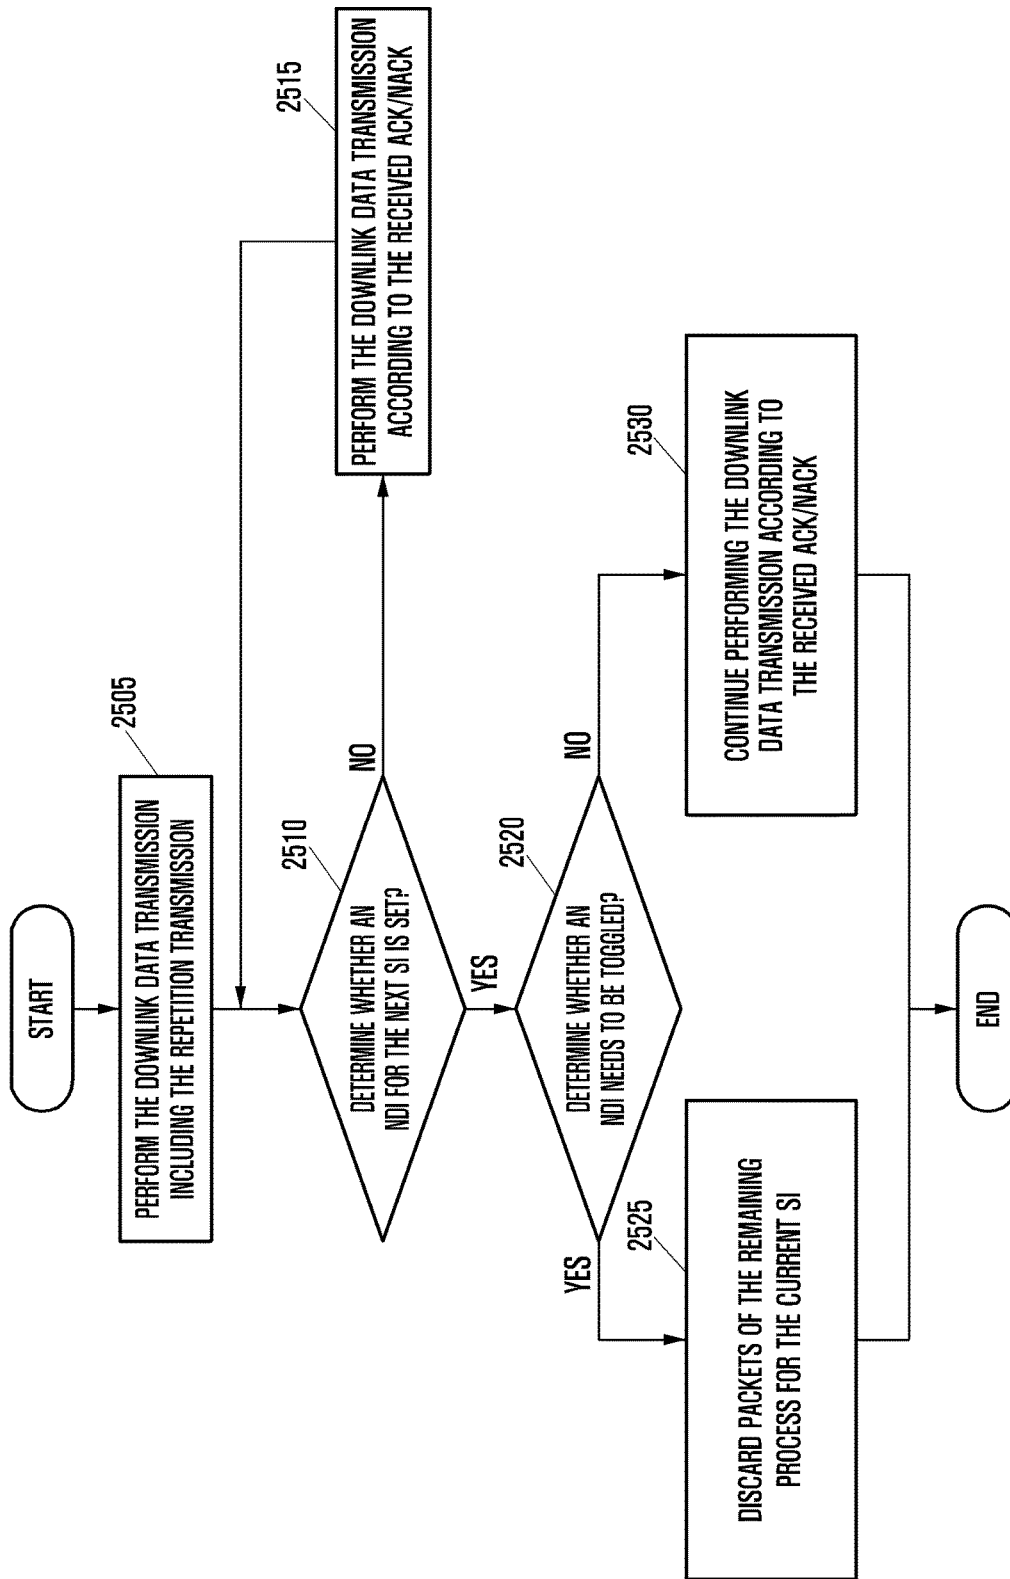 START
2505
PERFORM THE DOWNLINK DATA TRANSMISSION
INCLUDING THE REPETITION TRANSMISSION
2510
DETERMINE WHETHER AN
NDI FOR THE NEXT SI IS SET?
NO
2515
PERFORM THE DOWNLINK DATA TRANSMISSION
ACCORDING TO THE RECEIVED ACK/NACK
YES
2520
DETERMINE WHETHER AN
NDI NEEDS TO BE TOGGLED?
YES
NO
2525
DISCARD PACKETS OF THE REMAINING
PROCESS FOR THE CURRENT SI
2530
CONTINUE PERFORMING THE DOWNLINK
DATA TRANSMISSION ACCORDING TO
THE RECEIVED ACK/NACK
END